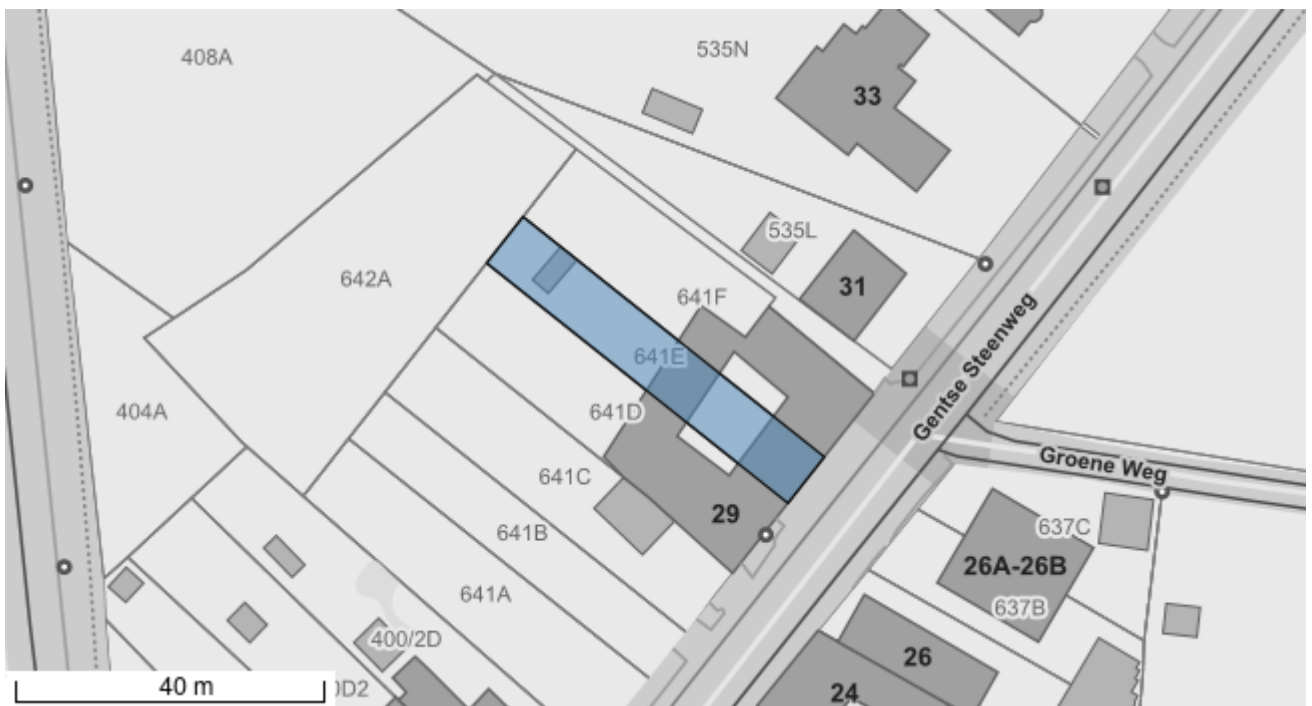 535N
408A
33
535L
642A
31
641F
Gentse Steenweg
641E
404A
641D
Groene Weg
641C
29
637C
641B
26A-26B
641A
637B
400/2D
26
40 m
0D2
24